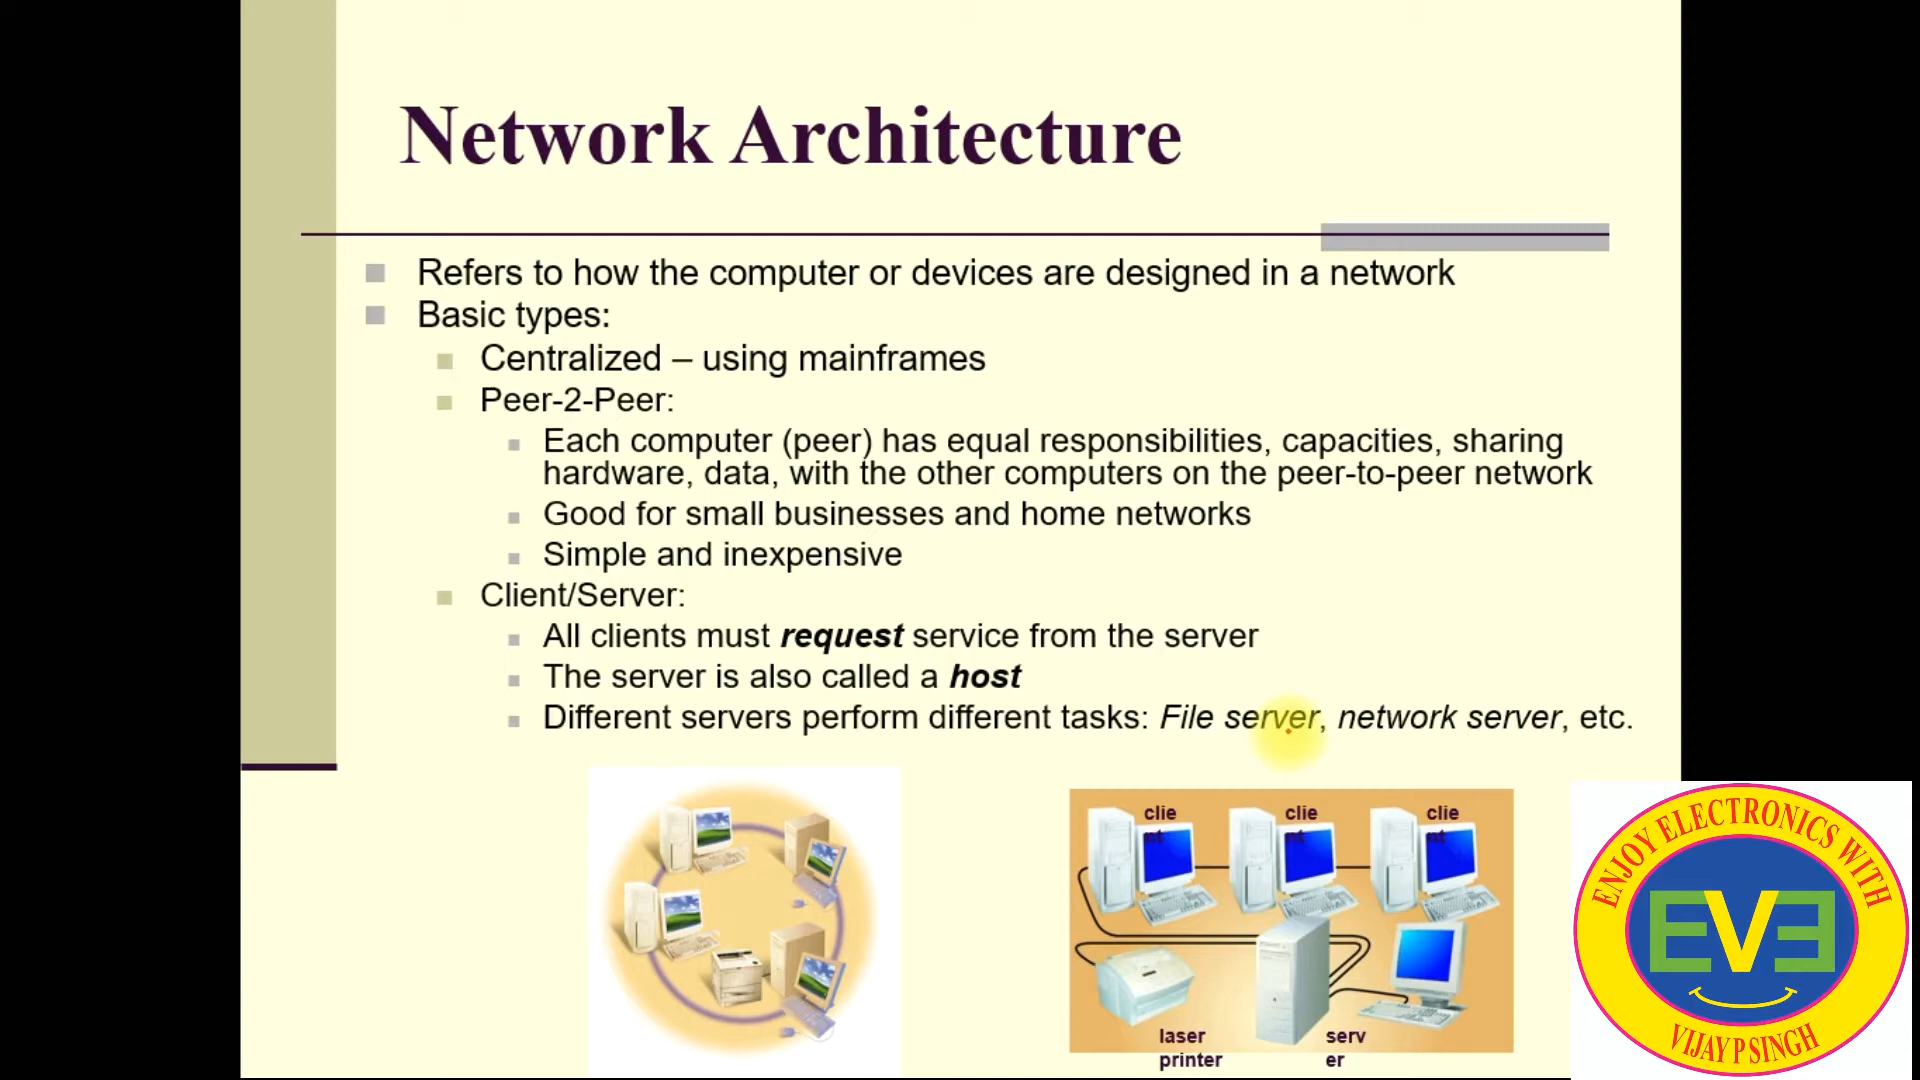 Network Architecture
Refers to how the computer or devices are designed in a network
Basic types:
Centralized – using mainframes
Peer-2-Peer:
Each computer (peer) has equal responsibilities, capacities, sharing
hardware, data, with the other computers on the peer-to-peer network
Good for small businesses and home networks
Simple and inexpensive
Client/Server:
All clients must request service from the server
The server is also called a host
Different servers perform different tasks: File server, network server, etc.
clie
nt
clie
nt
clie
nt
laser
printer
serv
er
ENJOY ELECTRONICS WITH
EVE
VIJAY P SINGH